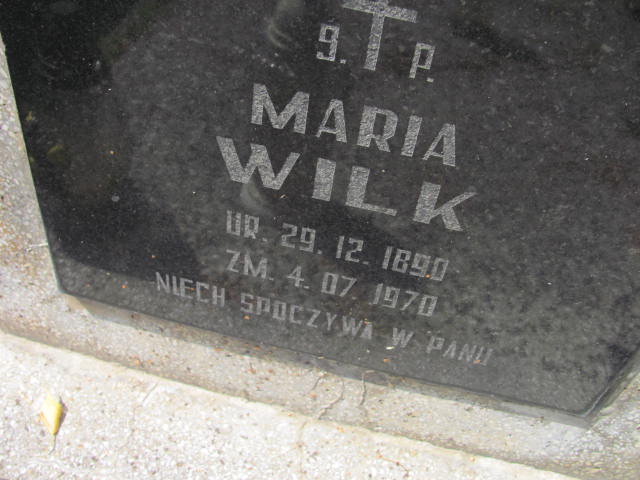 Ś. P.
MARIA
WILK
UR. 29. 12. 1890
ZM. 4. 07 1970
NIECH SPOCZYWA W PANU